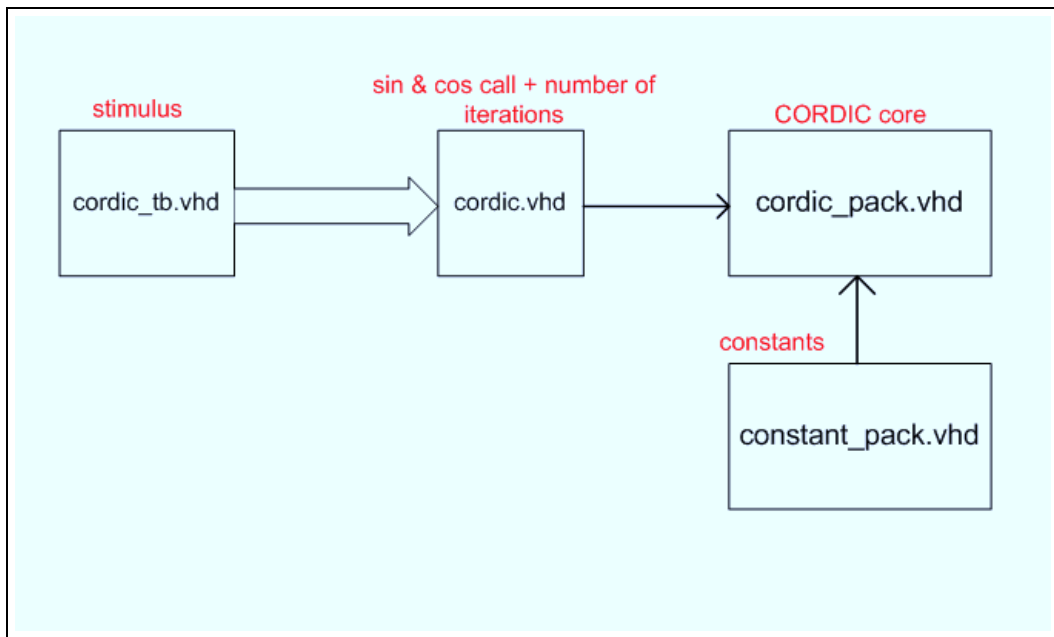 stimulus
cordic_tb.vhd
sin & cos call + number of
iterations
cordic.vhd
CORDIC core
cordic_pack.vhd
constants
constant_pack.vhd